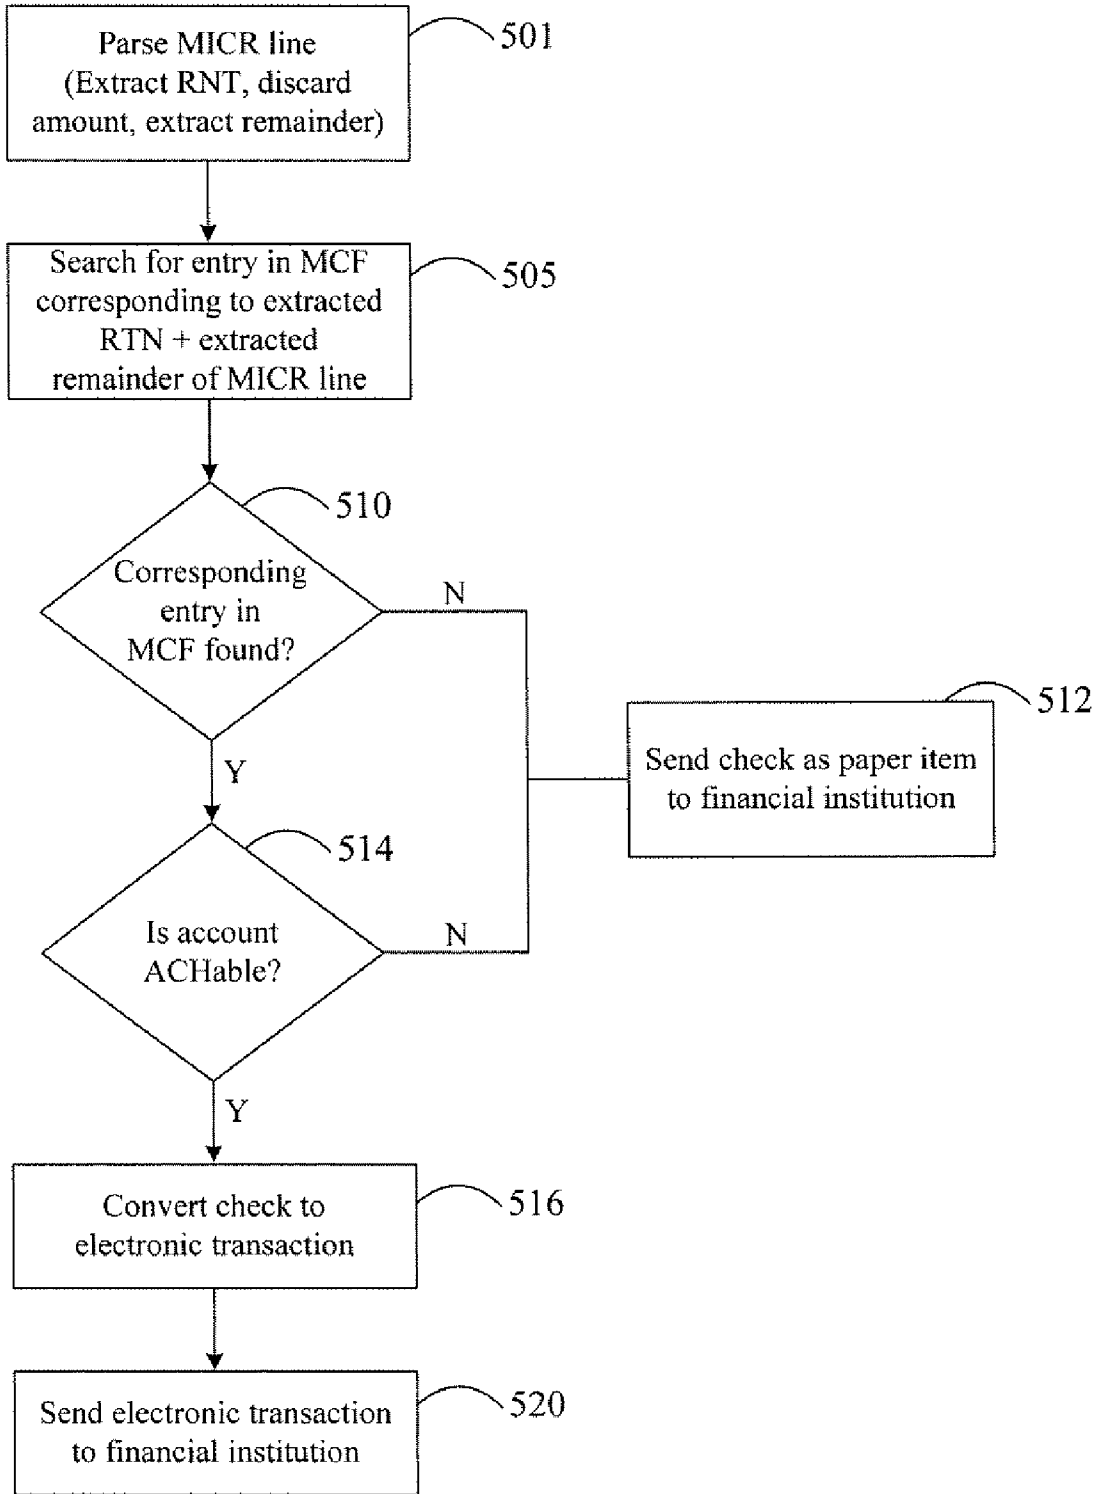 Parse MICR line
(Extract RNT, discard
amount, extract remainder)
501
Search for entry in MCF
corresponding to extracted
RTN + extracted
remainder of MICR line
505
510
Corresponding
entry in
MCF found?
N
Y
512
Send check as paper item
to financial institution
514
Is account
ACHable?
N
Y
Convert check to
electronic transaction
516
Send electronic transaction
to financial institution
520